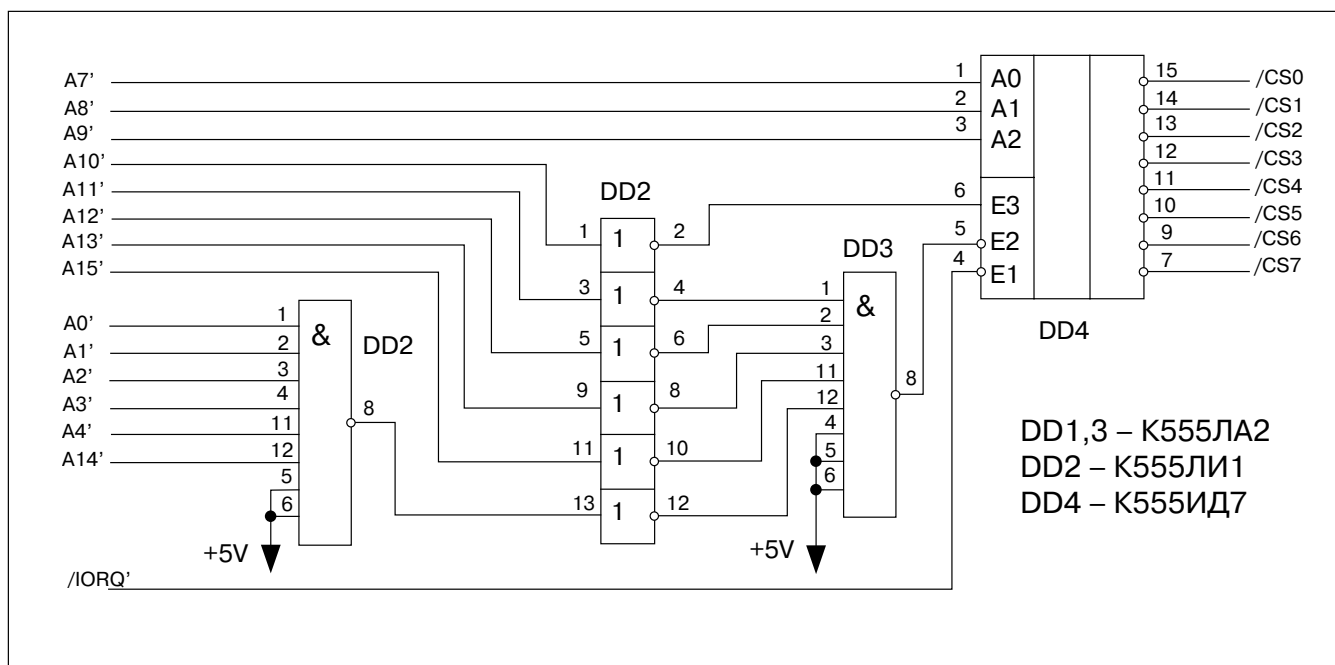 A7’
A8’
A9’
A10’
A11’
A12’
A13’
A15’
A0’
A1’
A2’
A3’
A4’
A14’
/IORQ’
1
2
3
4
11
12
5
6
&
DD2
8
+5V
DD2
1 1 2
3 1 4
5 1 6
9 1 8
11 1 10
13 1 12
DD3
1
2
3
11
12
4
5
6
&
8
+5V
1 A0
2 A1
3 A2
6 E3
5 E2
4 E1
DD4
15 /CS0
14 /CS1
13 /CS2
12 /CS3
11 /CS4
10 /CS5
9 /CS6
7 /CS7
DD1,3 – К555ЛА2
DD2 – К555ЛИ1
DD4 – К555ИД7